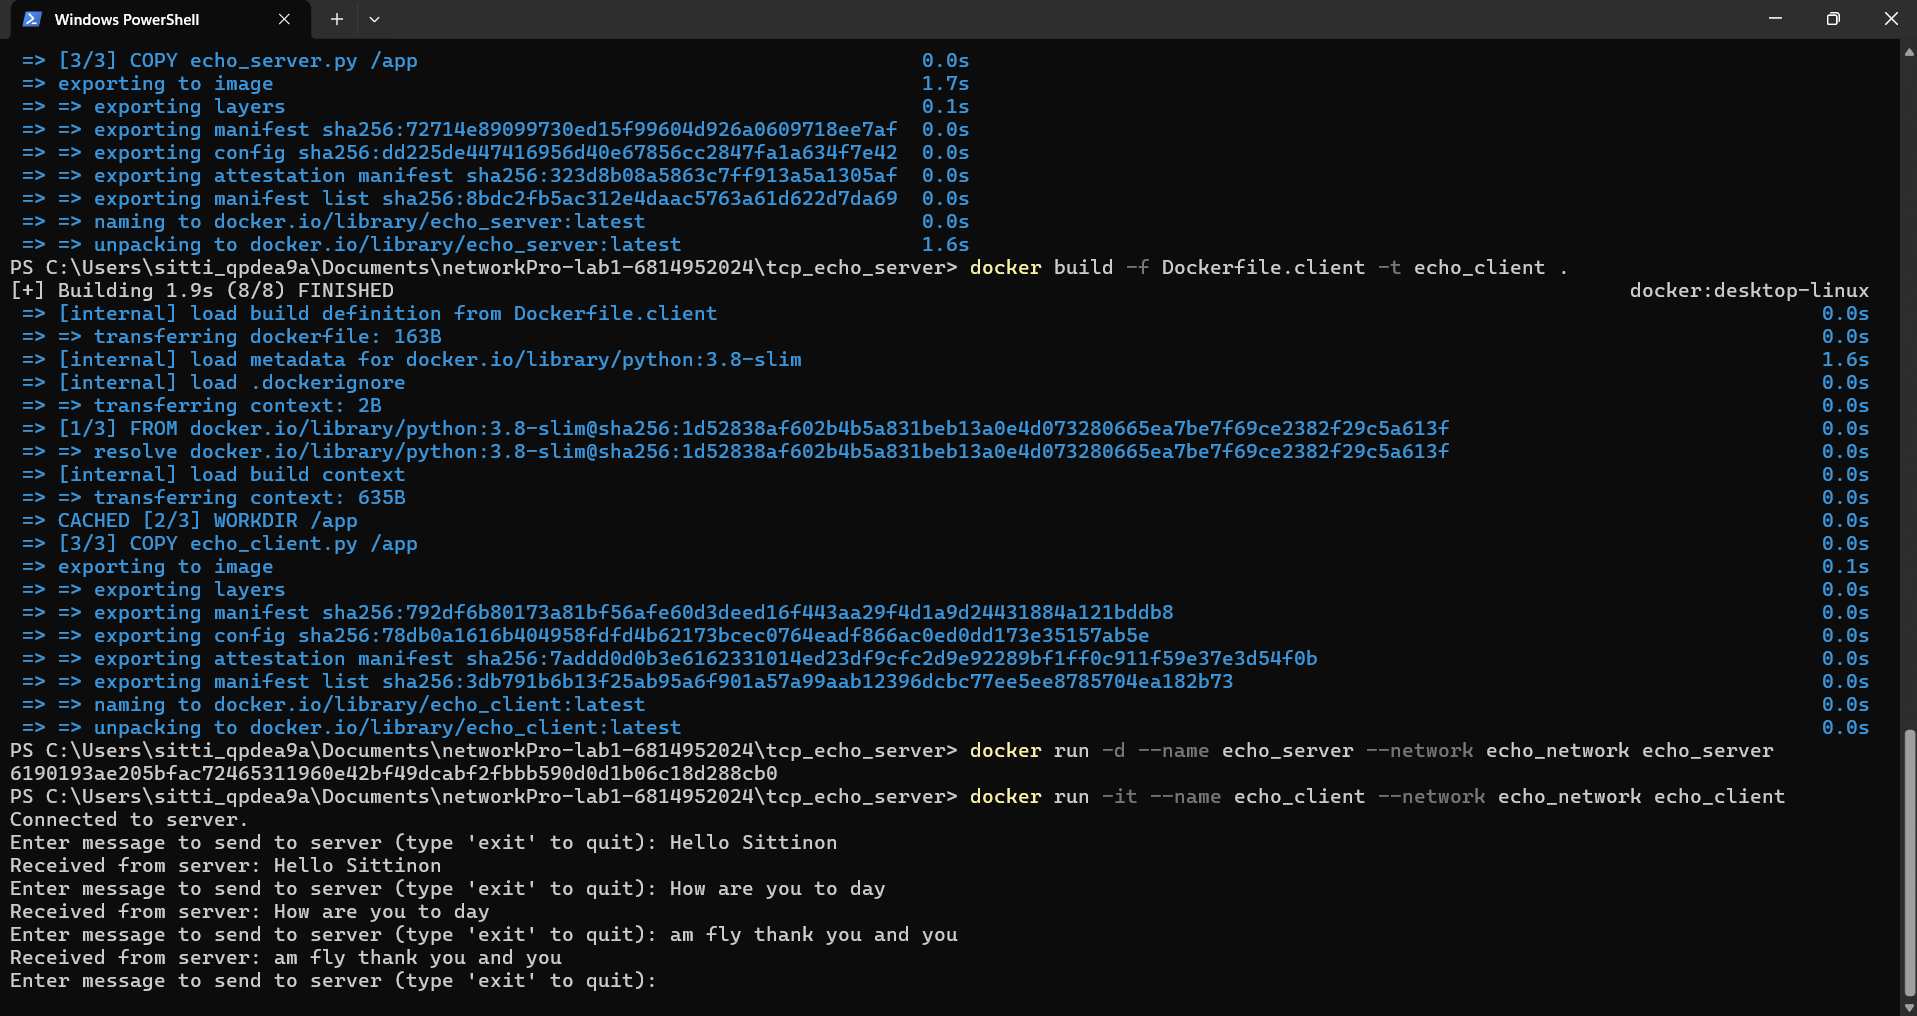 Windows PowerShell
=> [3/3] COPY echo_server.py /app 0.0s
=> exporting to image 1.7s
=> => exporting layers 0.1s
=> => exporting manifest sha256:72714e89099730ed15f99604d926a0609718ee7af 0.0s
=> => exporting config sha256:dd225de447416956d40e67856cc2847fa1a634f7e42 0.0s
=> => exporting attestation manifest sha256:323d8b08a5863c7ff913a5a1305af 0.0s
=> => exporting manifest list sha256:8bdc2fb5ac312e4daac5763a61d622d7da69 0.0s
=> => naming to docker.io/library/echo_server:latest 0.0s
=> => unpacking to docker.io/library/echo_server:latest 1.6s
PS C:\Users\sitti_qpdea9a\Documents\networkPro-lab1-6814952024\tcp_echo_server> docker build -f Dockerfile.client -t echo_client .
[+] Building 1.9s (8/8) FINISHED docker:desktop-linux
=> [internal] load build definition from Dockerfile.client 0.0s
=> => transferring dockerfile: 163B 0.0s
=> [internal] load metadata for docker.io/library/python:3.8-slim 1.6s
=> [internal] load .dockerignore 0.0s
=> => transferring context: 2B 0.0s
=> [1/3] FROM docker.io/library/python:3.8-slim@sha256:1d52838af602b4b5a831beb13a0e4d073280665ea7be7f69ce2382f29c5a613f 0.0s
=> => resolve docker.io/library/python:3.8-slim@sha256:1d52838af602b4b5a831beb13a0e4d073280665ea7be7f69ce2382f29c5a613f 0.0s
=> [internal] load build context 0.0s
=> => transferring context: 635B 0.0s
=> CACHED [2/3] WORKDIR /app 0.0s
=> [3/3] COPY echo_client.py /app 0.0s
=> exporting to image 0.1s
=> => exporting layers 0.0s
=> => exporting manifest sha256:792df6b80173a81bf56afe60d3deed16f443aa29f4d1a9d24431884a121bddb8 0.0s
=> => exporting config sha256:78db0a1616b404958fdfd4b62173bcec0764eadf866ac0ed0dd173e35157ab5e 0.0s
=> => exporting attestation manifest sha256:7addd0d0b3e6162331014ed23df9cfc2d9e92289bf1ff0c911f59e37e3d54f0b 0.0s
=> => exporting manifest list sha256:3db791b6b13f25ab95a6f901a57a99aab12396dcbc77ee5ee8785704ea182b73 0.0s
=> => naming to docker.io/library/echo_client:latest 0.0s
=> => unpacking to docker.io/library/echo_client:latest 0.0s
PS C:\Users\sitti_qpdea9a\Documents\networkPro-lab1-6814952024\tcp_echo_server> docker run -d --name echo_server --network echo_network echo_server
6190193ae205bfac72465311960e42bf49dcabf2fbbb590d0d1b06c18d288cb0
PS C:\Users\sitti_qpdea9a\Documents\networkPro-lab1-6814952024\tcp_echo_server> docker run -it --name echo_client --network echo_network echo_client
Connected to server.
Enter message to send to server (type 'exit' to quit): Hello Sittinon
Received from server: Hello Sittinon
Enter message to send to server (type 'exit' to quit): How are you to day
Received from server: How are you to day
Enter message to send to server (type 'exit' to quit): am fly thank you and you
Received from server: am fly thank you and you
Enter message to send to server (type 'exit' to quit):